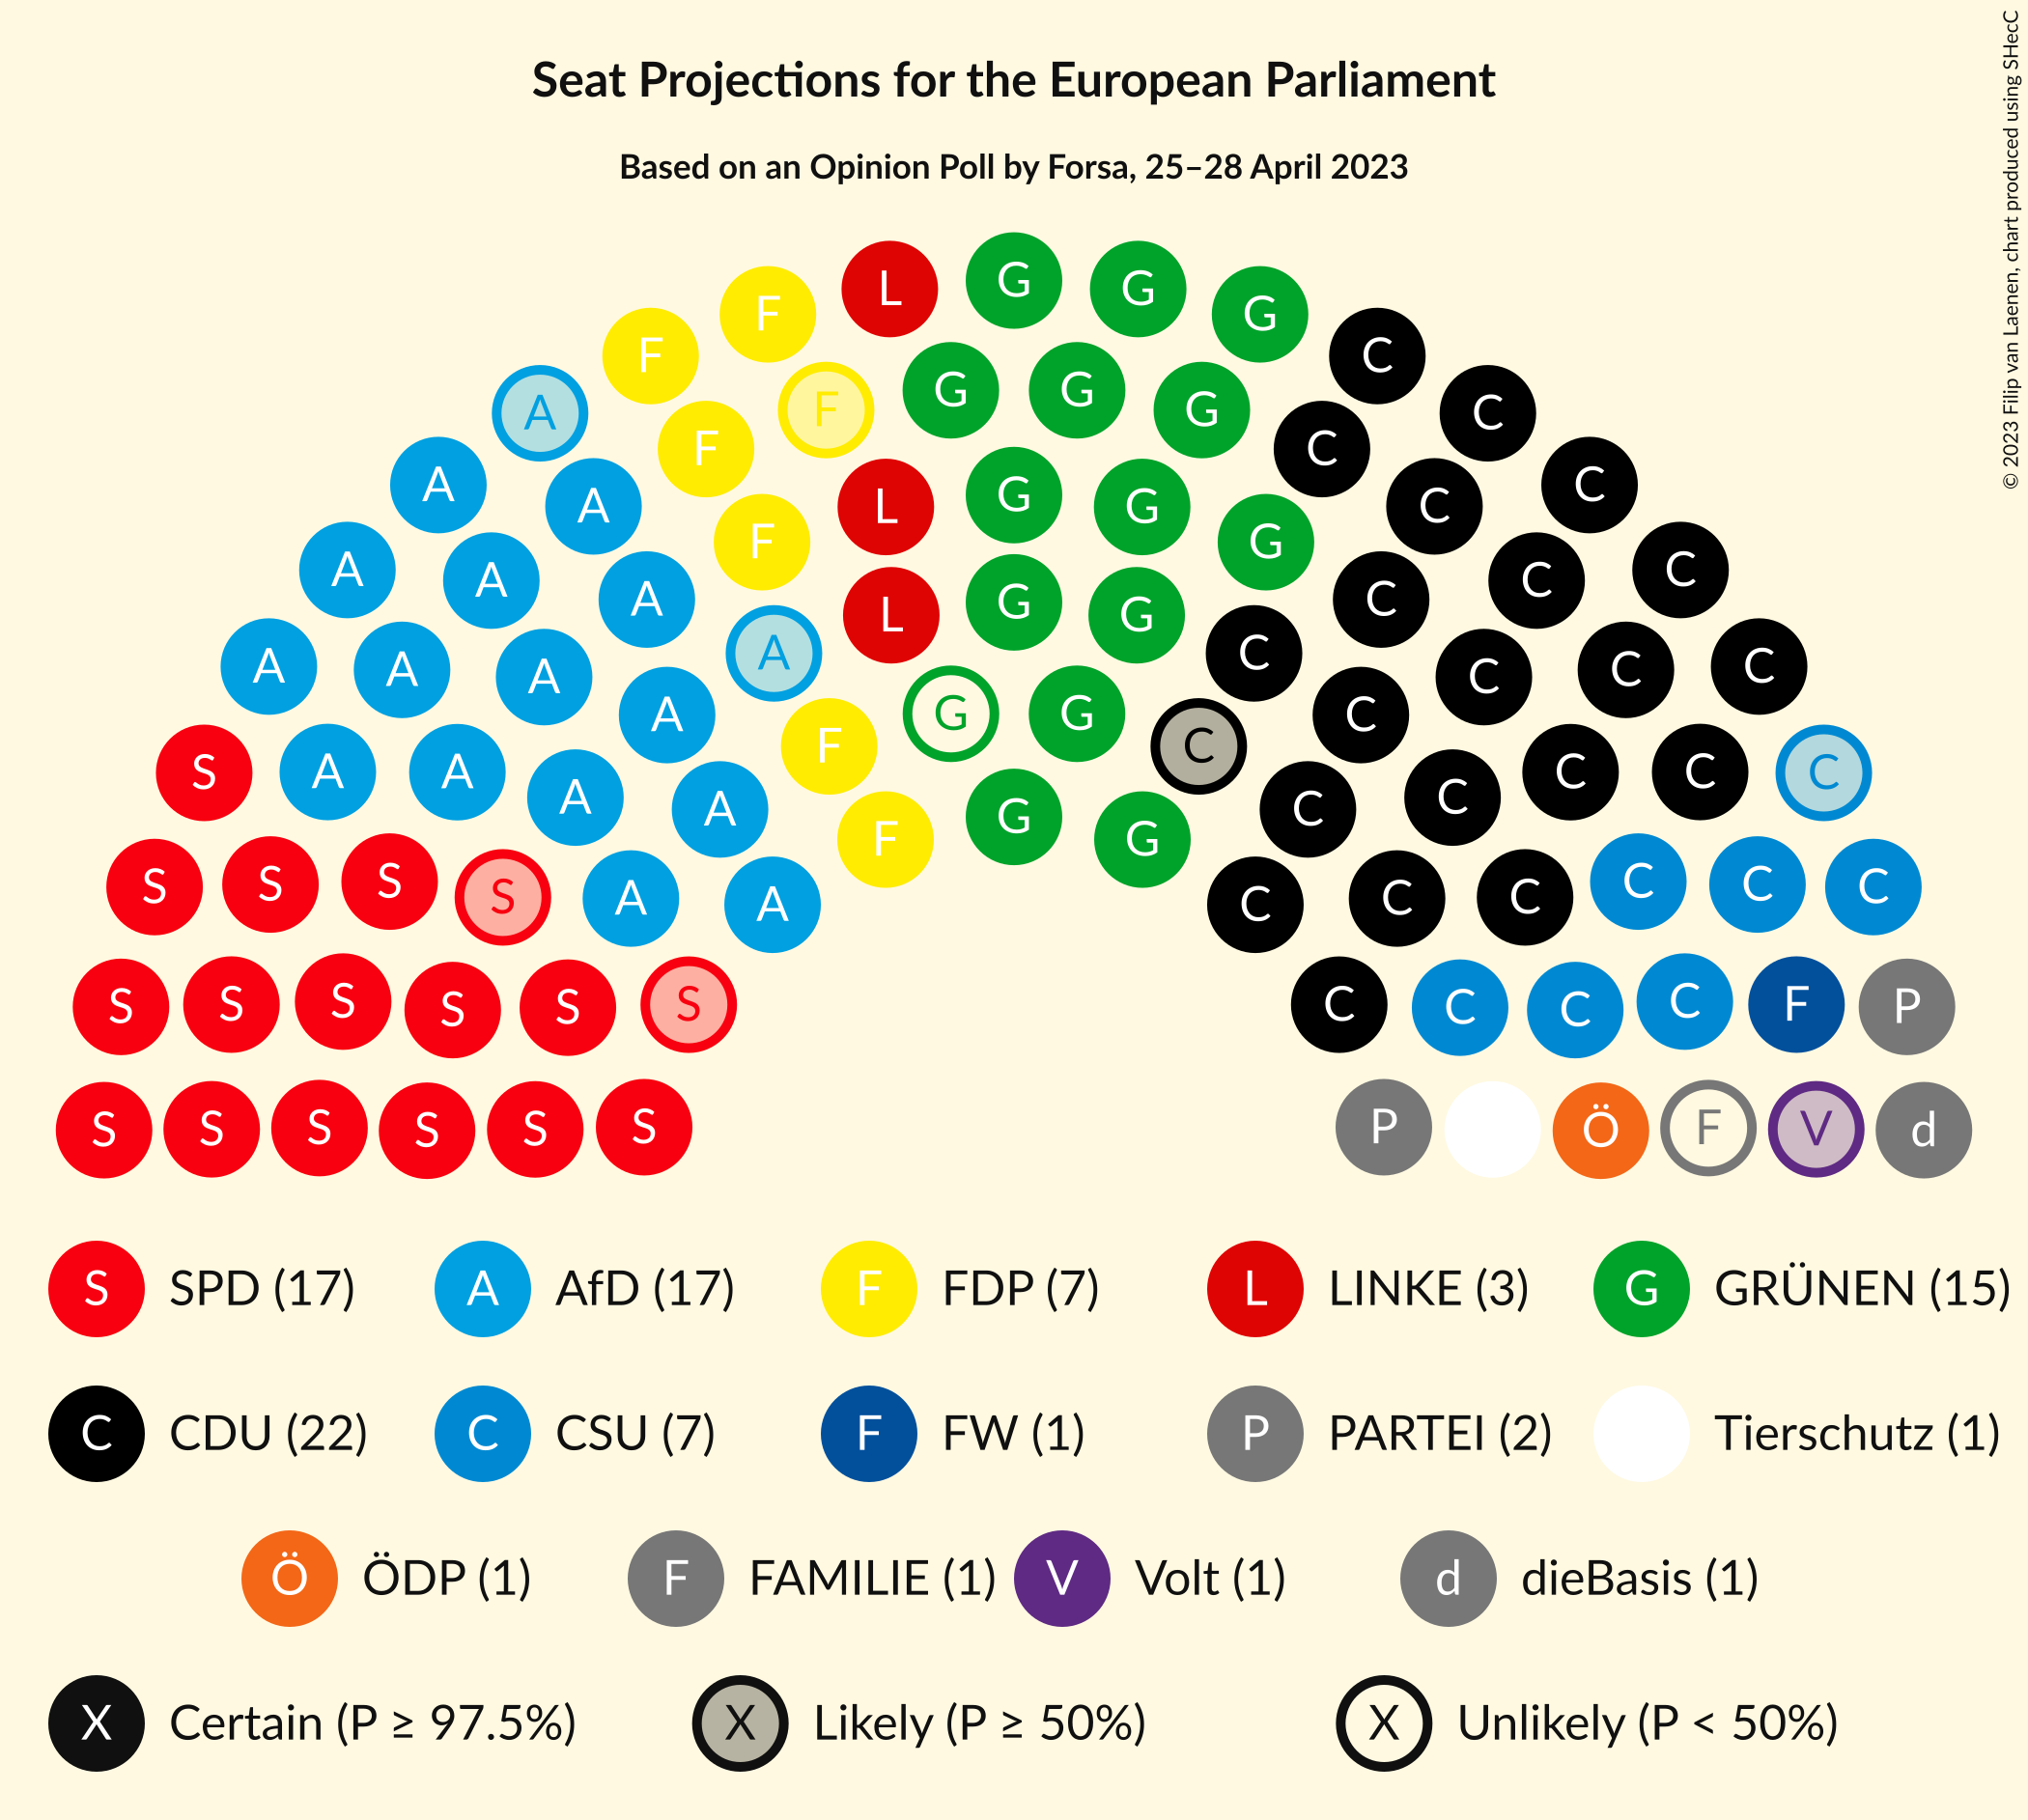 Seat Projections for the European Parliament
Based on an Opinion Poll by Forsa, 25–28 April 2023
© 2023 Filip van Laenen, chart produced using SHecC
L G G G
F F C
F G G G C
A F C C
A A F L G G G C C
A A A L G G C C C
A A A A A C C C C C
A F G G C C
S A A A A F G G C C C C C
S S S S A A C C C C C C
S S S S S S C C C C F P
S S S S S S P Ö F V d
S SPD (17) A AfD (17) F FDP (7) L LINKE (3) G GRÜNEN (15)
C CDU (22) C CSU (7) F FW (1) P PARTEI (2) Tierschutz (1)
Ö ÖDP (1) F FAMILIE (1) V Volt (1) d dieBasis (1)
X Certain (P ≥ 97.5%) X Likely (P ≥ 50%) X Unlikely (P < 50%)